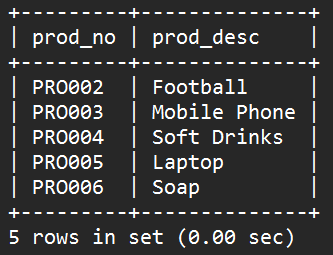 +---------+--------------+
| prod_no | prod_desc    |
+---------+--------------+
| PRO002  | Football     |
| PRO003  | Mobile Phone |
| PRO004  | Soft Drinks  |
| PRO005  | Laptop       |
| PRO006  | Soap         |
+---------+--------------+
5 rows in set (0.00 sec)